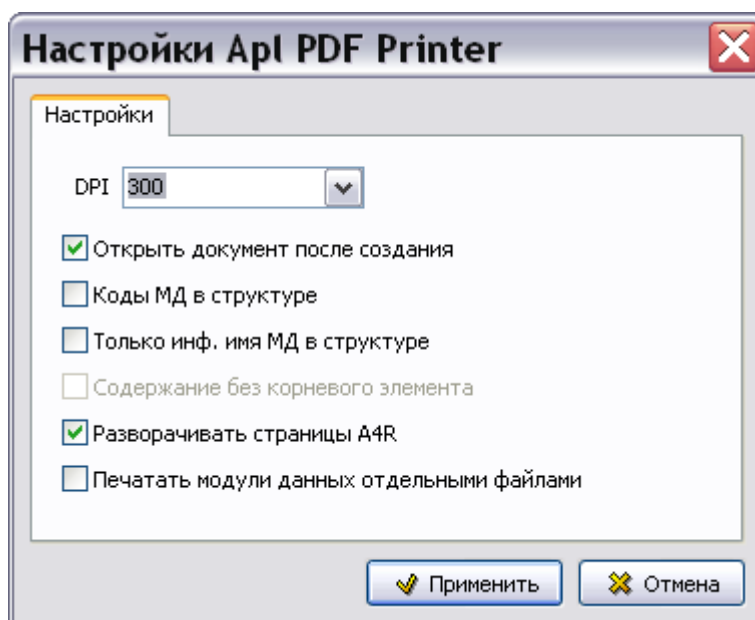 Настройки Apl PDF Printer
Настройки
DPI 300
Открыть документ после создания
Коды МД в структуре
Только инф. имя МД в структуре
Содержание без корневого элемента
Разворачивать страницы A4R
Печатать модули данных отдельными файлами
Применить Отмена